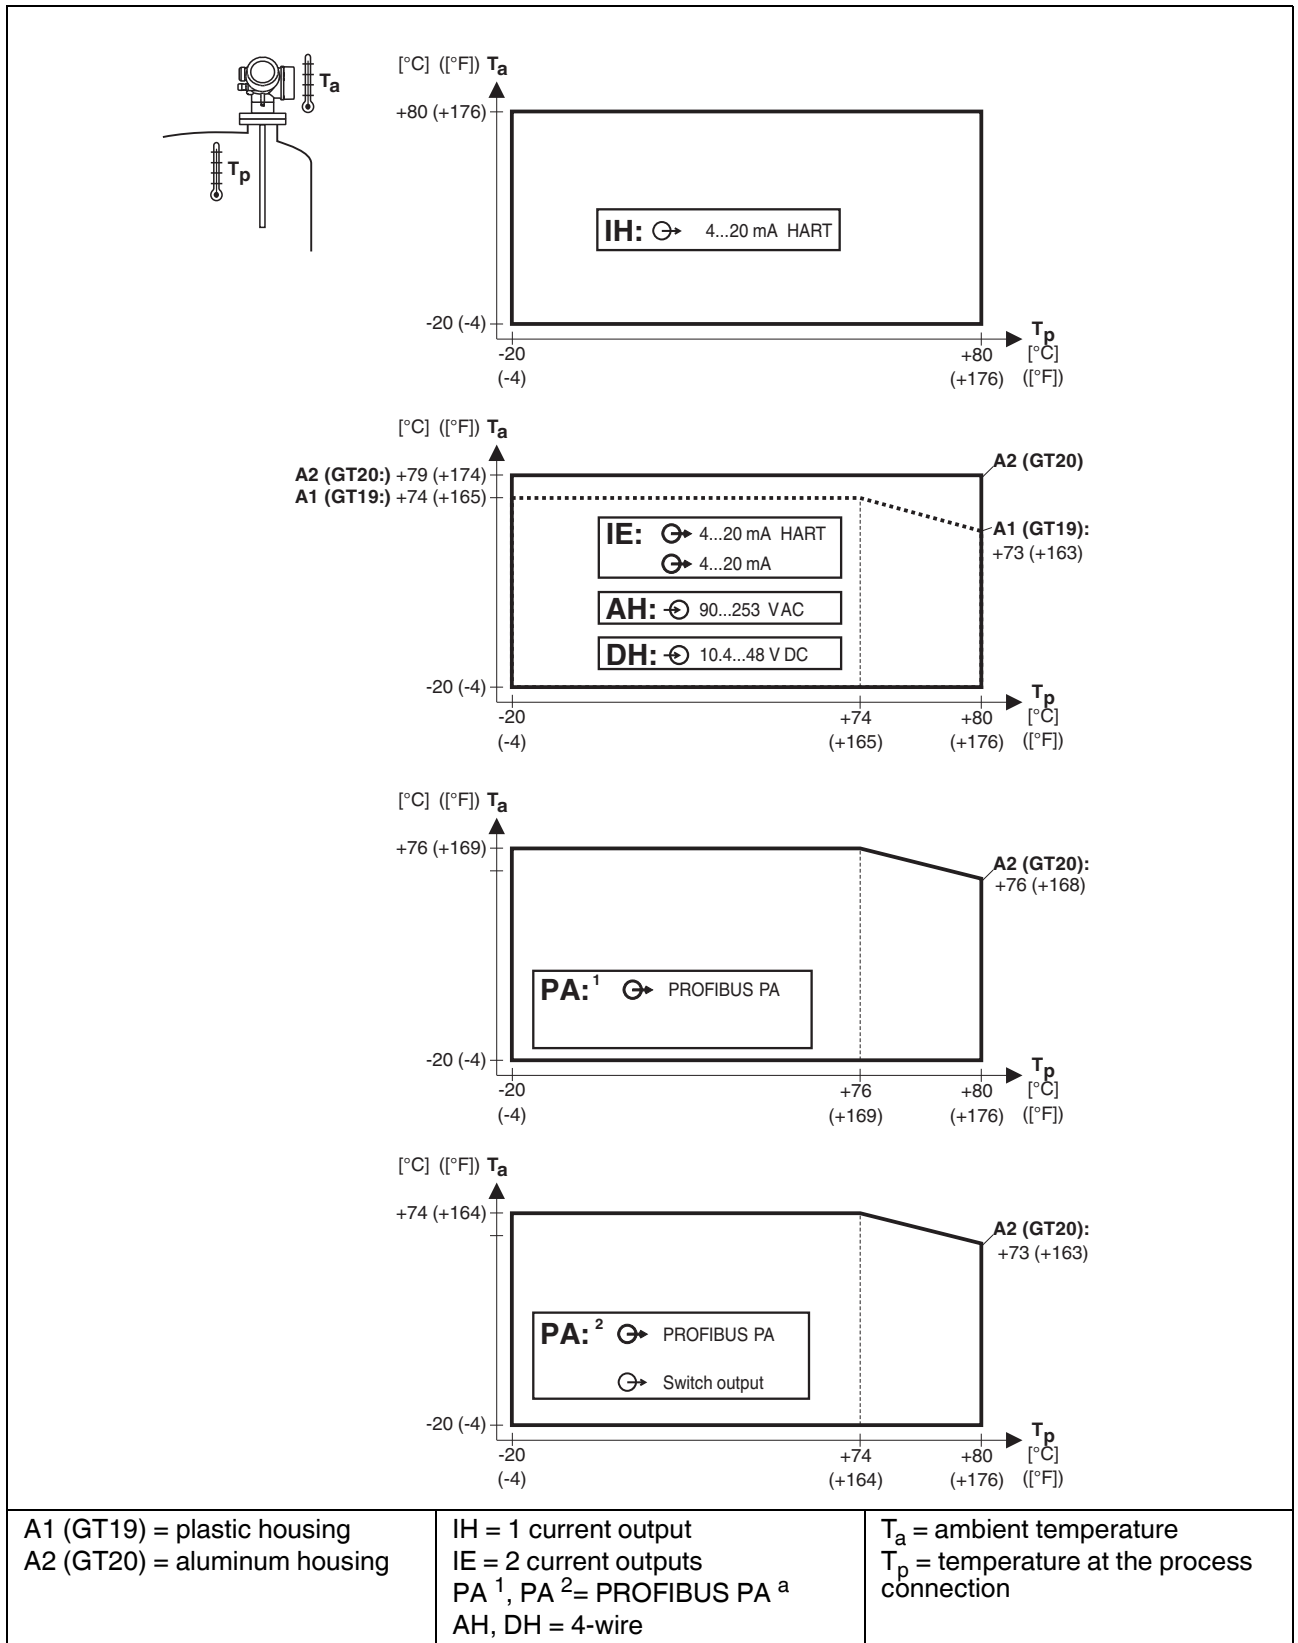 Ta
Tp
[°C] ([°F]) Ta
+80 (+176)
IH: 4...20 mA HART
-20 (-4)
Tp
-20 +80 [°C]
(-4) (+176) ([°F])
[°C] ([°F]) Ta
A2 (GT20:) +79 (+174) A2 (GT20)
A1 (GT19:) +74 (+165)
IE: 4...20 mA HART A1 (GT19):
+73 (+163)
4...20 mA
AH: 90...253 V AC
DH: 10.4...48 V DC
-20 (-4)
Tp
-20 +74 +80 [°C]
(-4) (+165) (+176) ([°F])
[°C] ([°F]) Ta
+76 (+169)
A2 (GT20):
+76 (+168)
PA: 1 PROFIBUS PA
-20 (-4)
Tp
-20 +76 +80 [°C]
(-4) (+169) (+176) ([°F])
[°C] ([°F]) Ta
+74 (+164)
A2 (GT20):
+73 (+163)
PA: 2 PROFIBUS PA
Switch output
-20 (-4)
Tp
-20 +74 +80 [°C]
(-4) (+164) (+176) ([°F])
A1 (GT19) = plastic housing
A2 (GT20) = aluminum housing
IH = 1 current output
IE = 2 current outputs
PA 1, PA 2= PROFIBUS PA a
AH, DH = 4-wire
Ta = ambient temperature
Tp = temperature at the process
connection